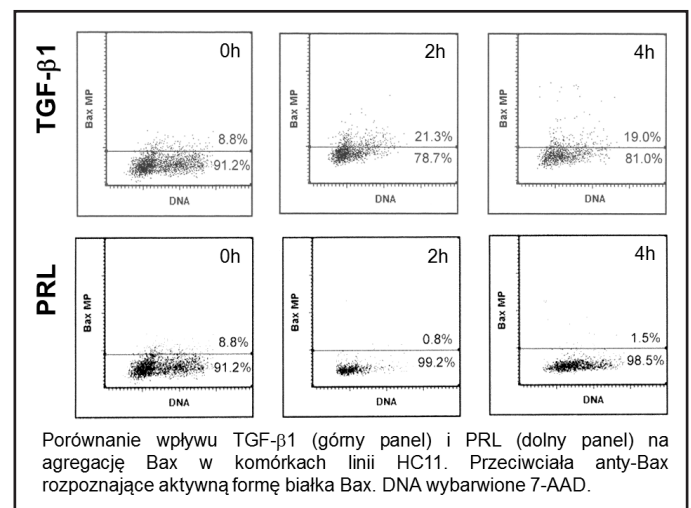 TGF-β1
0h
2h
4h
Bax MP
8.8%
91.2%
DNA
Bax MP
21.3%
78.7%
DNA
Bax MP
19.0%
81.0%
DNA
PRL
0h
2h
4h
Bax MP
8.8%
91.2%
DNA
Bax MP
0.8%
99.2%
DNA
Bax MP
1.5%
98.5%
DNA
Porównanie wpływu TGF-β1 (górny panel) i PRL (dolny panel) na
agregację Bax w komórkach linii HC11. Przeciwciała anty-Bax
rozpoznające aktywną formę białka Bax. DNA wybarwione 7-AAD.